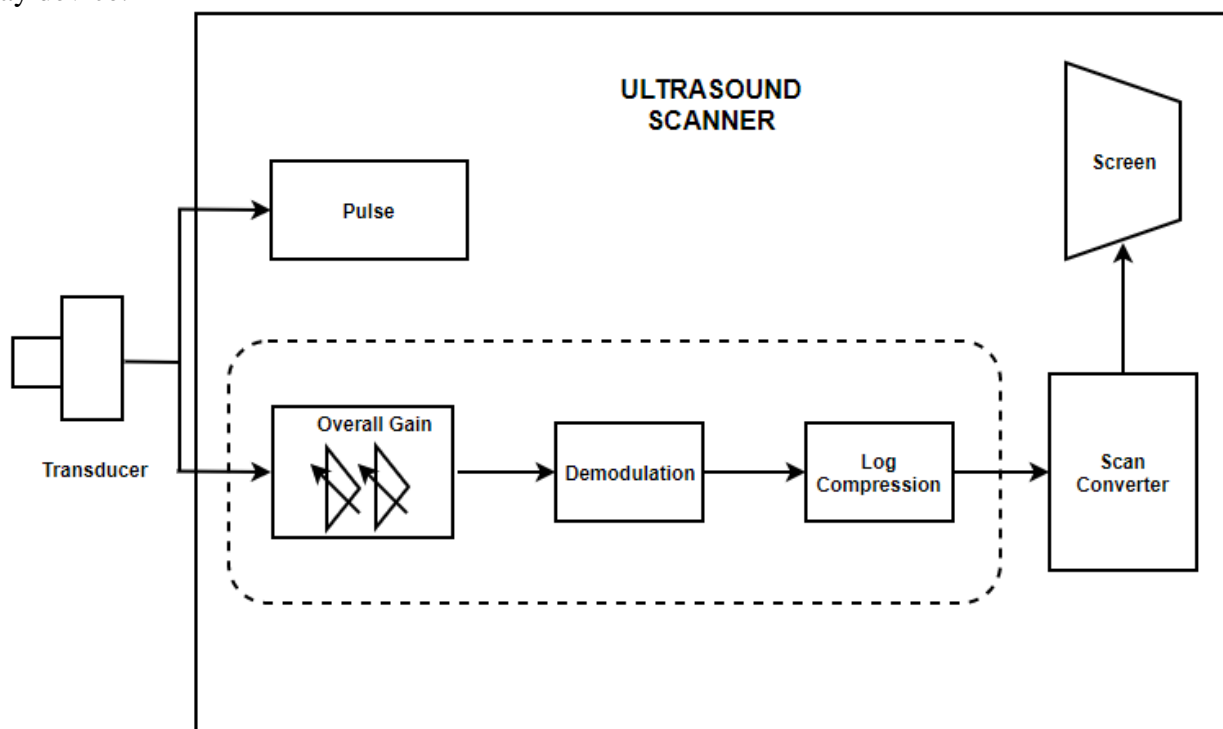 ULTRASOUND
SCANNER
Screen
Pulse
Transducer
Overall Gain
Demodulation
Log
Compression
Scan
Converter